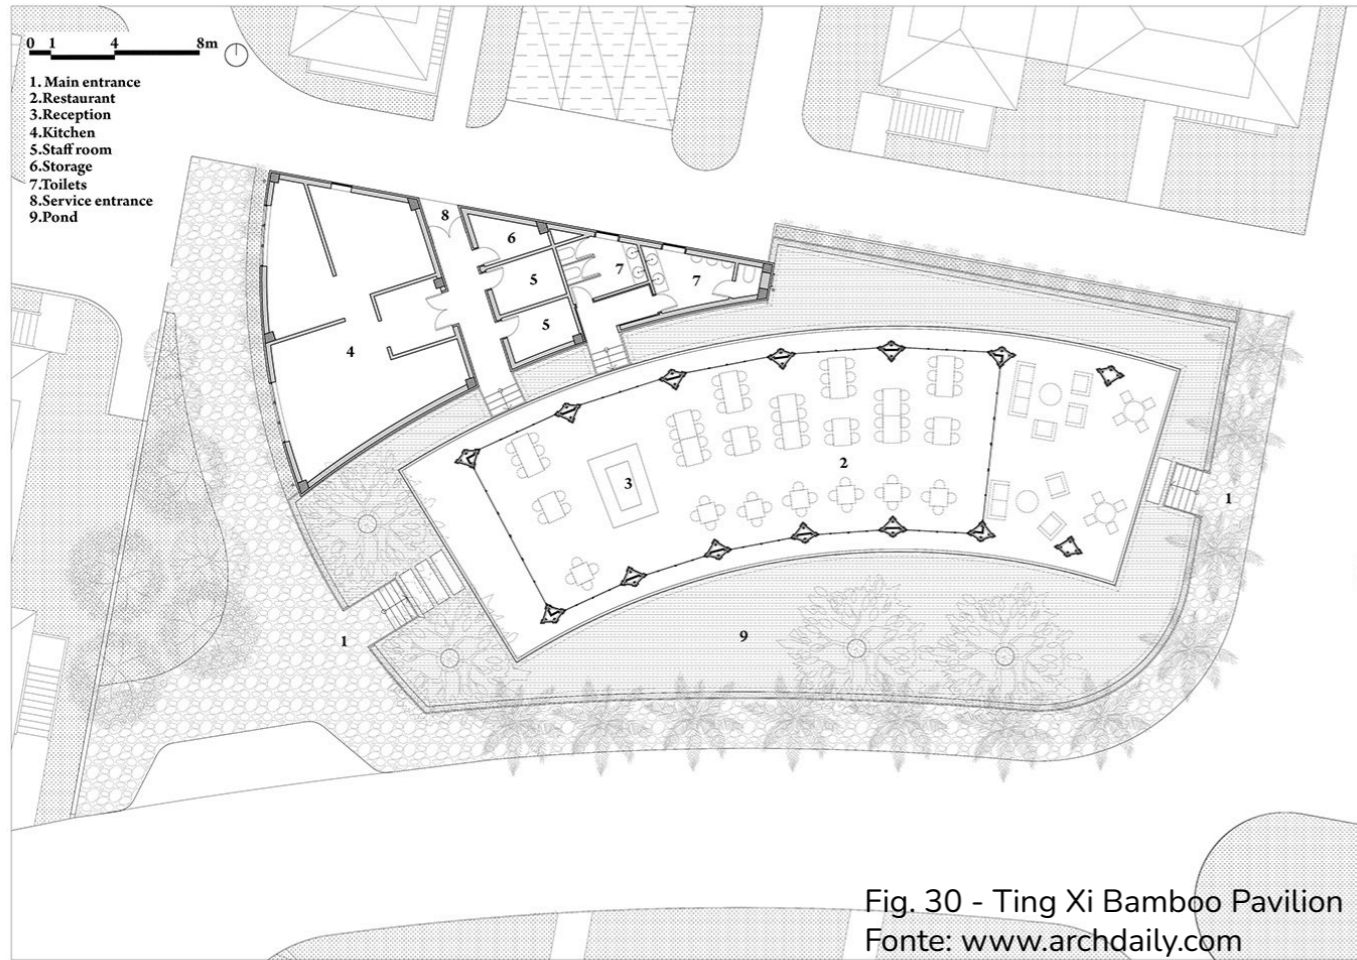 0 1 4 8m
1. Main entrance
2.Restaurant
3.Reception
4.Kitchen
5.Staff room
6.Storage
7.Toilets
8.Service entrance
9.Pond
8
6
7
5
7
5
4
2
3
1
9
1
Fig. 30 - Ting Xi Bamboo Pavilion
Fonte: www.archdaily.com